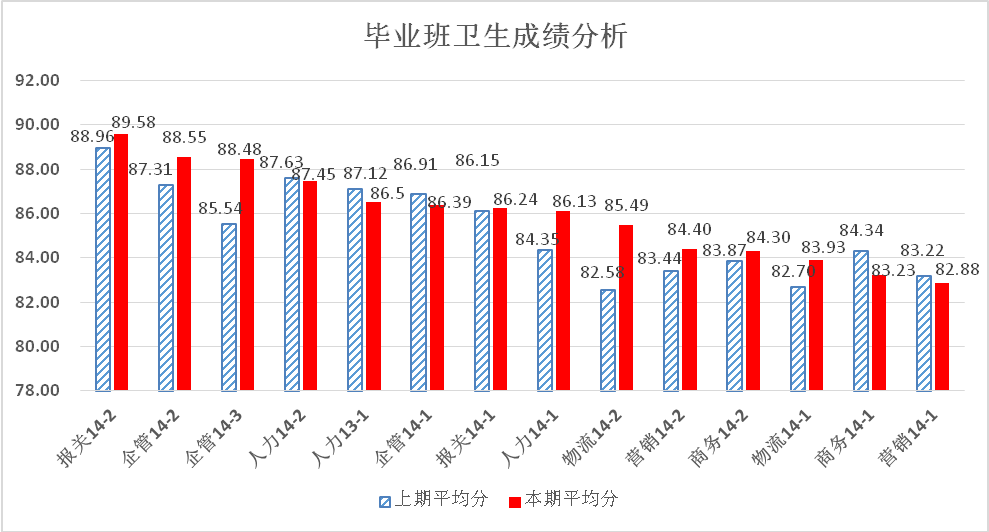 毕业班卫生成绩分析
92.00
90.00
88.00
86.00
84.00
82.00
80.00
78.00
88.96 89.58
87.31 88.55
85.54 88.48
87.63 87.45
87.12 86.5
86.91 86.39
86.15 86.24
84.35 86.13
82.58 85.49
83.44 84.40
83.87 84.30
82.70 83.93
84.34 83.23
83.22 82.88
报关14-2
企管14-2
企管14-3
人力14-2
人力13-1
企管14-1
报关14-1
人力14-1
物流14-2
营销14-2
商务14-2
物流14-1
商务14-1
营销14-1
上期平均分 本期平均分